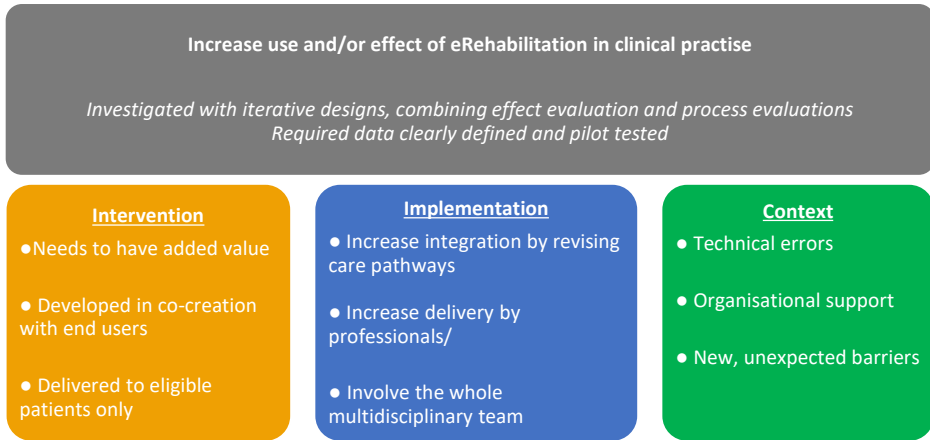 Increase use and/or effect of eRehabilitation in clinical practise
Investigated with iterative designs, combining effect evaluation and process evaluations
Required data clearly defined and pilot tested
Intervention
●Needs to have added value
● Developed in co-creation
with end users
● Delivered to eligible
patients only
Implementation
● Increase integration by revising
care pathways
● Increase delivery by
professionals/
● Involve the whole
multidisciplinary team
Context
● Technical errors
● Organisational support
● New, unexpected barriers